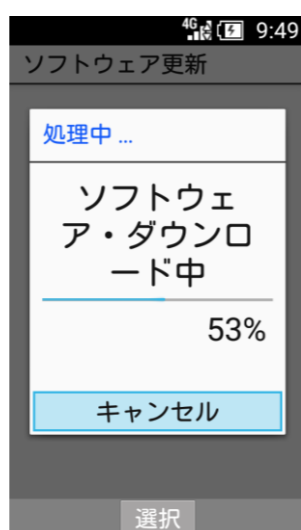 4G 9:49
ソフトウェア更新
処理中 ...
ソフトウェ
ア・ダウンロ
ード中
53%
キャンセル
選択